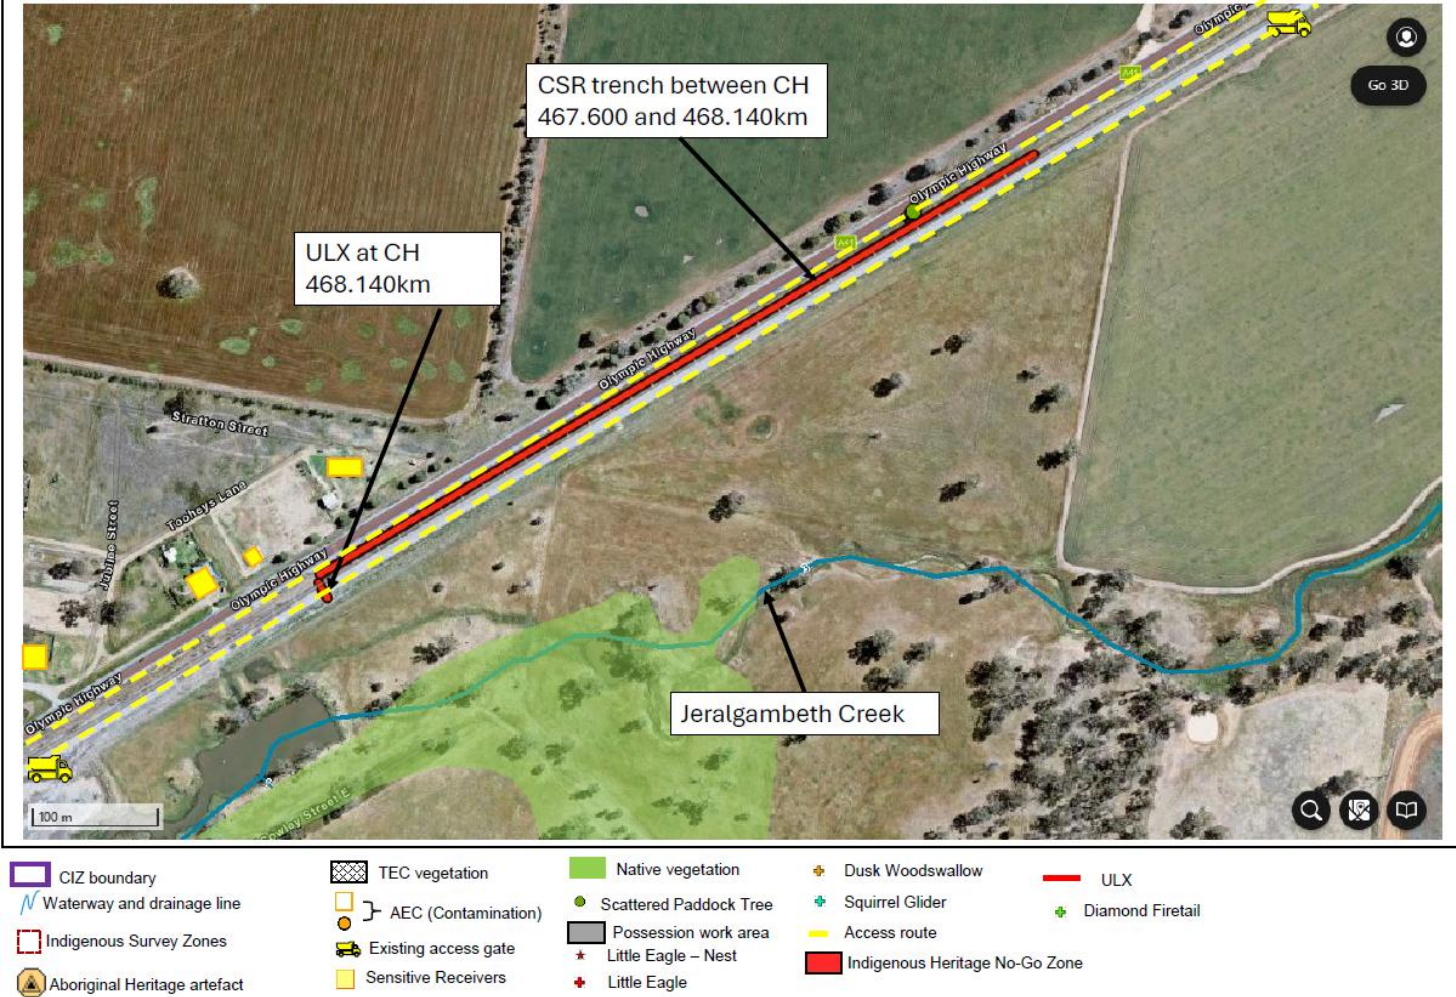 Olympic
A41
Go 3D
CSR trench between CH
467.600 and 468.140km
Olympic Highway
A41
ULX at CH
468.140km
Olympic Highway
Stratton Street
Tooheys Lane
Jubilee Street
Olympic Highway
Olympic Highway
Jeralgambeth Creek
Cowley Street E
100 m
CIZ boundary
Waterway and drainage line
Indigenous Survey Zones
Aboriginal Heritage artefact
TEC vegetation
AEC (Contamination)
Existing access gate
Sensitive Receivers
Native vegetation
Scattered Paddock Tree
Possession work area
Little Eagle – Nest
Little Eagle
Dusk Woodswallow
Squirrel Glider
Access route
Indigenous Heritage No-Go Zone
ULX
Diamond Firetail